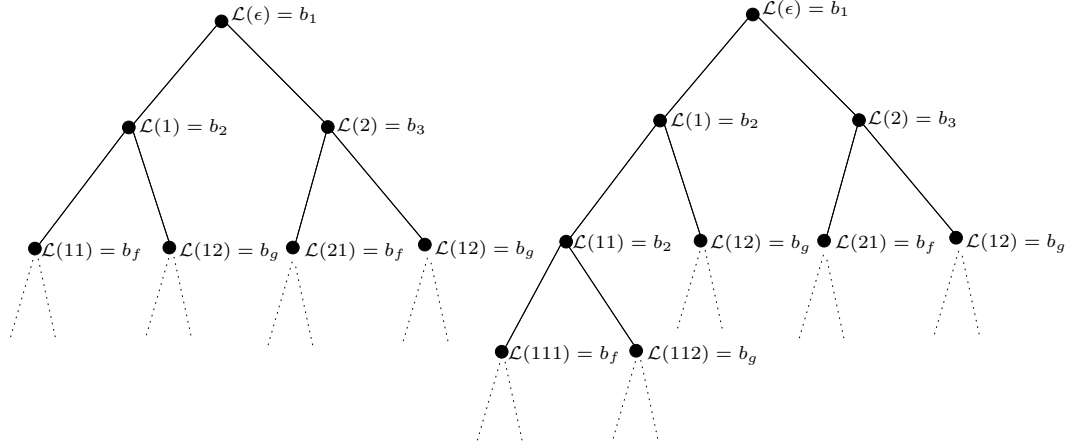 ℒ(ϵ) = b₁
ℒ(1) = b₂
ℒ(2) = b₃
ℒ(11) = b_f
ℒ(12) = b_g
ℒ(21) = b_f
ℒ(12) = b_g
ℒ(ϵ) = b₁
ℒ(1) = b₂
ℒ(2) = b₃
ℒ(11) = b₂
ℒ(12) = b_g
ℒ(21) = b_f
ℒ(12) = b_g
ℒ(111) = b_f
ℒ(112) = b_g